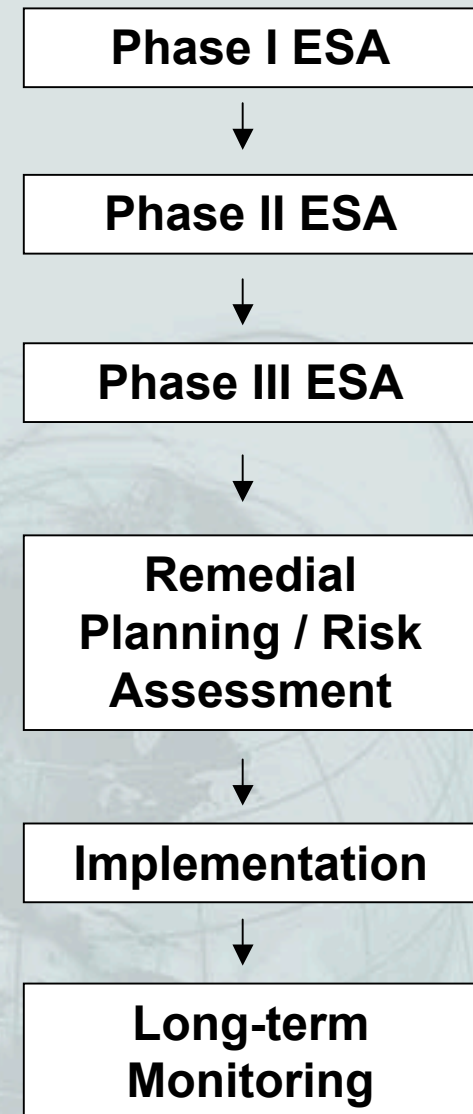 Phase I ESA
Phase II ESA
Phase III ESA
Remedial
Planning / Risk
Assessment
Implementation
Long-term
Monitoring